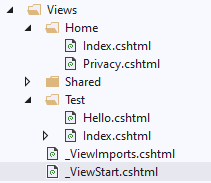 Views
Home
Index.cshtml
Privacy.cshtml
Shared
Test
Hello.cshtml
Index.cshtml
_ViewImports.cshtml
_ViewStart.cshtml